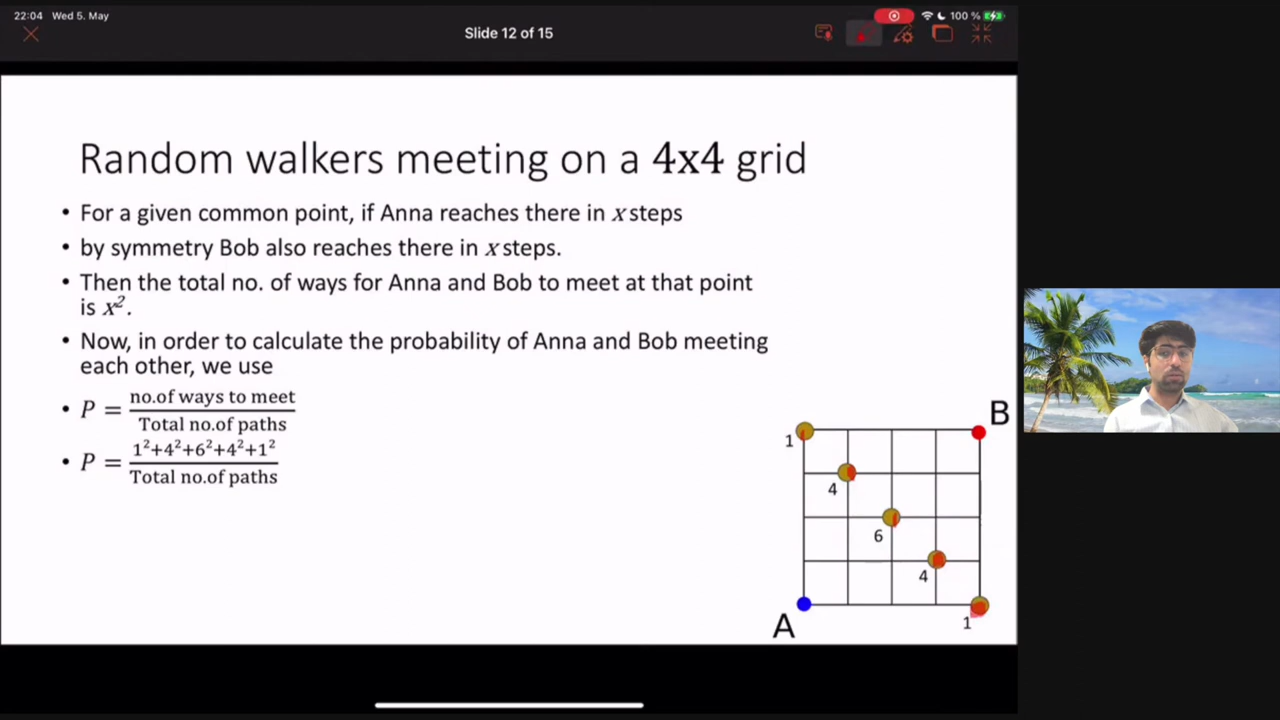 22:04 Wed 5. May
100 %
Slide 12 of 15
Random walkers meeting on a 4x4 grid
• For a given common point, if Anna reaches there in x steps
• by symmetry Bob also reaches there in x steps.
• Then the total no. of ways for Anna and Bob to meet at that point
is x².
• Now, in order to calculate the probability of Anna and Bob meeting
each other, we use
• P = no.of ways to meet / Total no.of paths
• P = 1²+4²+6²+4²+1² / Total no.of paths
B
1
4
6
4
1
A